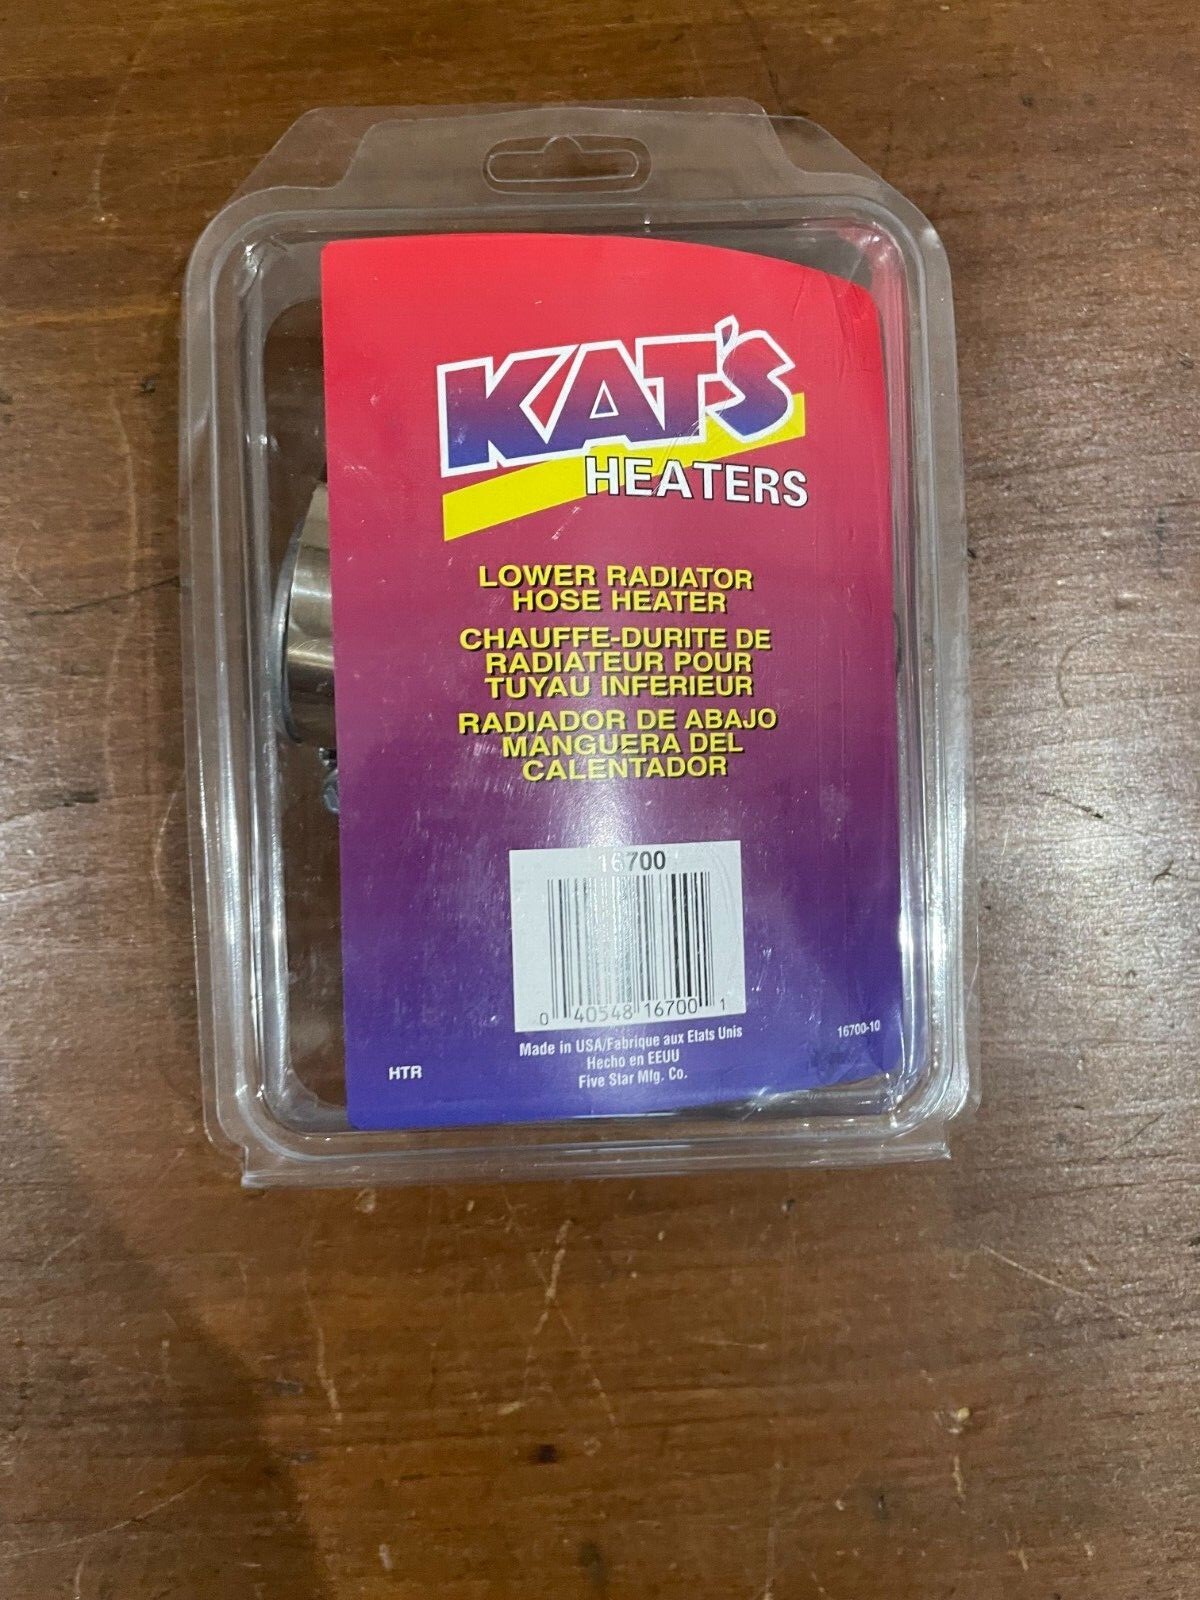 KAT'S
HEATERS
LOWER RADIATOR
HOSE HEATER
CHAUFFE-DURITE DE
RADIATEUR POUR
TUYAU INFERIEUR
RADIADOR DE ABAJO
MANGUERA DEL
CALENTADOR
16700
0 40548 16700 1
Made in USA/Fabrique aux Etats Unis
Hecho en EEUU
Five Star Mfg. Co.
16700-10
HTR